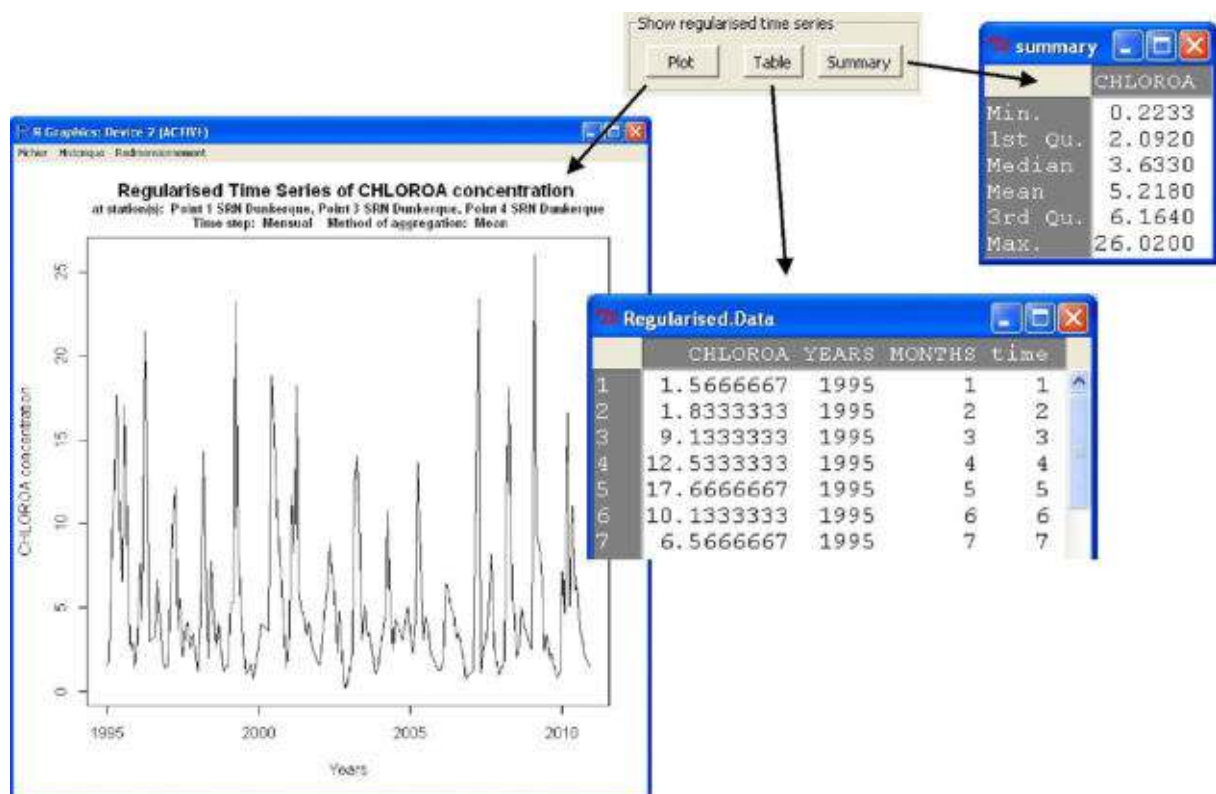 Show regularised time series
Plot Table Summary
summary
CHLOROA
Min. 0.2233
1st Qu. 2.0920
Median 3.6330
Mean 5.2180
3rd Qu. 6.1640
Max. 26.0200
R Graphics: Device 2 (ACTIVE)
Fichier Historique Redimensionnement
Regularised Time Series of CHLOROA concentration
at station(s): Point 1 SRN Dunkerque, Point 3 SRN Dunkerque, Point 4 SRN Dunkerque
Time step: Mensual Method of aggregation: Mean
CHLOROA concentration
25
20
15
10
5
0
1995 2000 2005 2010
Years
Regularised.Data
CHLOROA YEARS MONTHS time
1 1.5666667 1995 1 1
2 1.8333333 1995 2 2
3 9.1333333 1995 3 3
4 12.5333333 1995 4 4
5 17.6666667 1995 5 5
6 10.1333333 1995 6 6
7 6.5666667 1995 7 7